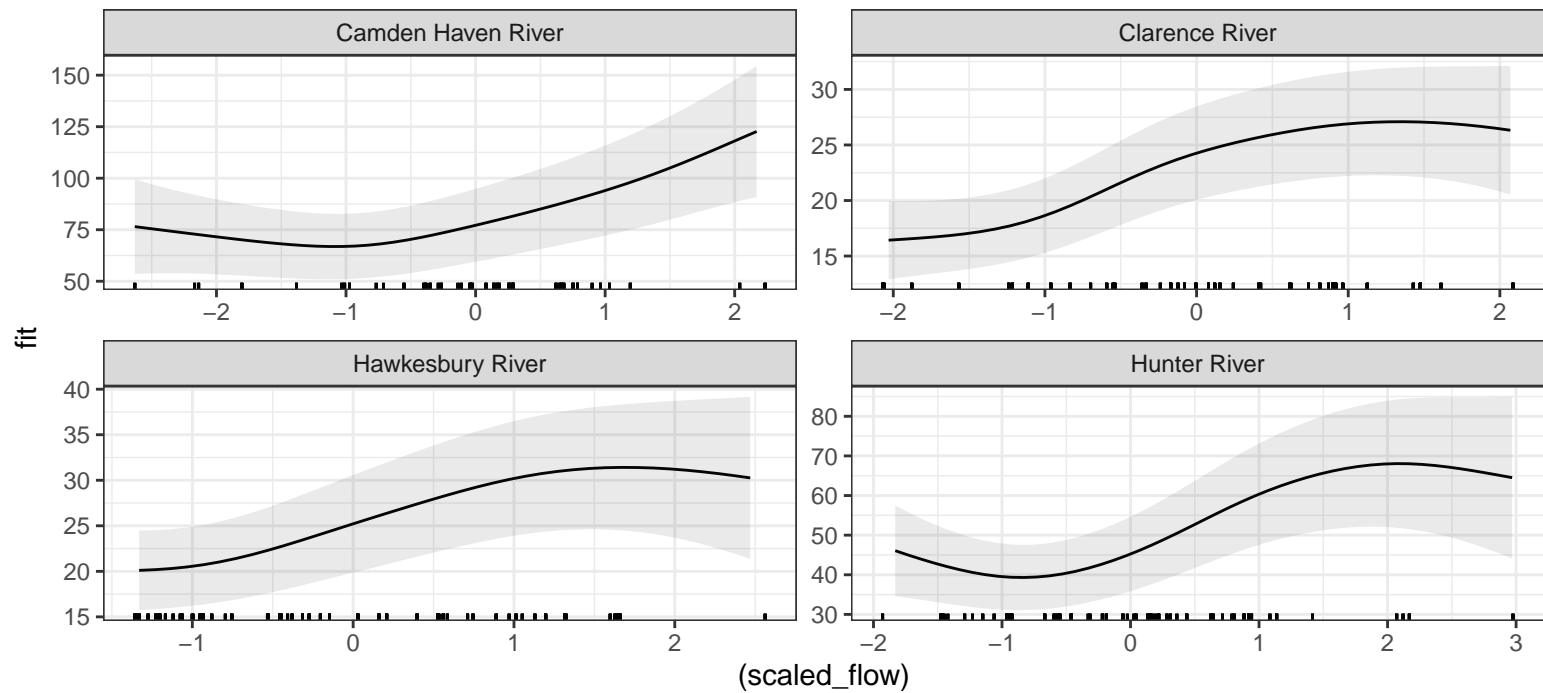 Camden Haven River
Clarence River
150
125
100
75
50
−2 −1 0 1 2
30
25
20
15
−2 −1 0 1 2
fit
Hawkesbury River
Hunter River
40
35
30
25
20
15
−1 0 1 2
80
70
60
50
40
30
−2 −1 0 1 2 3
(scaled_flow)